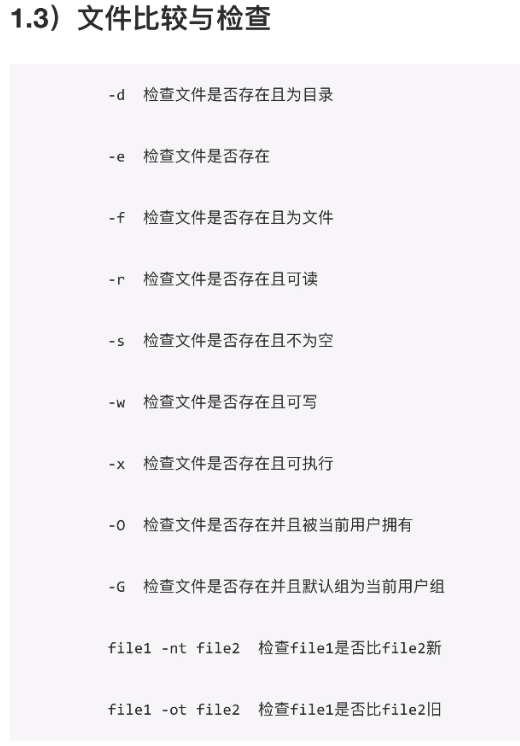 1.3）文件比较与检查
-d 检查文件是否存在且为目录
-e 检查文件是否存在
-f 检查文件是否存在且为文件
-r 检查文件是否存在且可读
-s 检查文件是否存在且不为空
-w 检查文件是否存在且可写
-x 检查文件是否存在且可执行
-O 检查文件是否存在并且被当前用户拥有
-G 检查文件是否存在并且默认组为当前用户组
file1 -nt file2 检查file1是否比file2新
file1 -ot file2 检查file1是否比file2旧